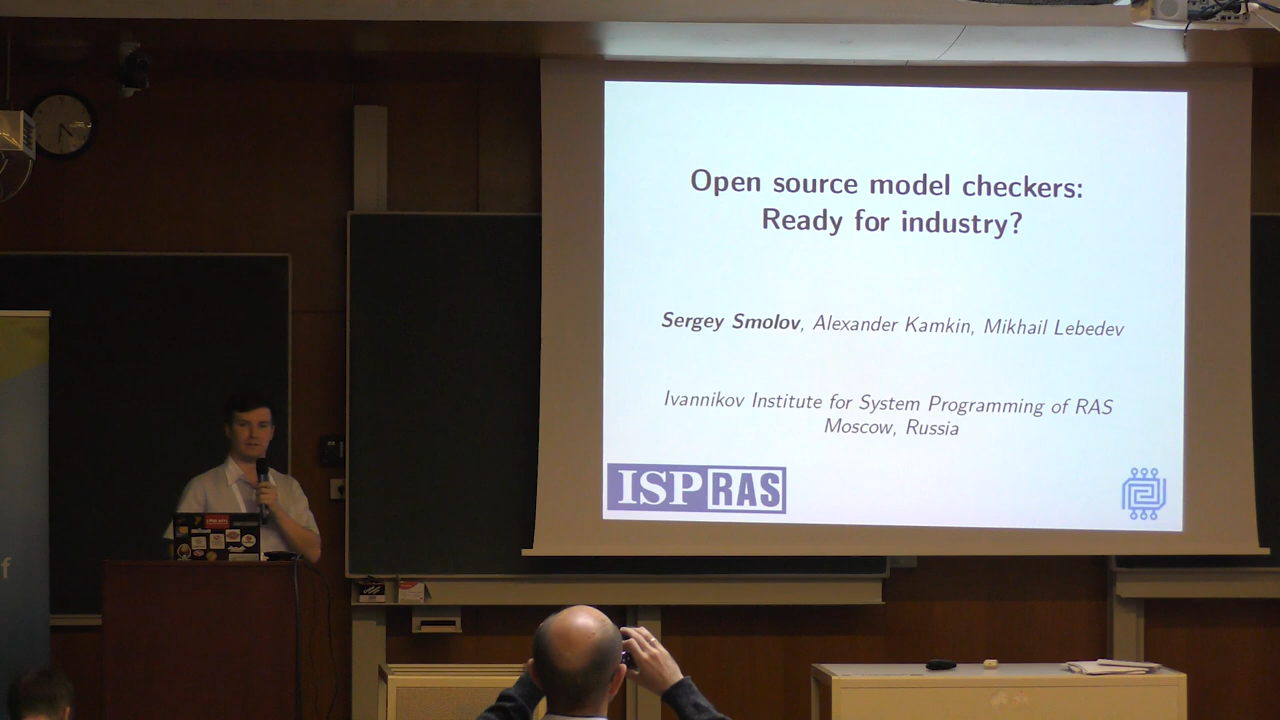 Open source model checkers:
Ready for industry?
Sergey Smolov, Alexander Kamkin, Mikhail Lebedev
Ivannikov Institute for System Programming of RAS
Moscow, Russia
ISP RAS
f